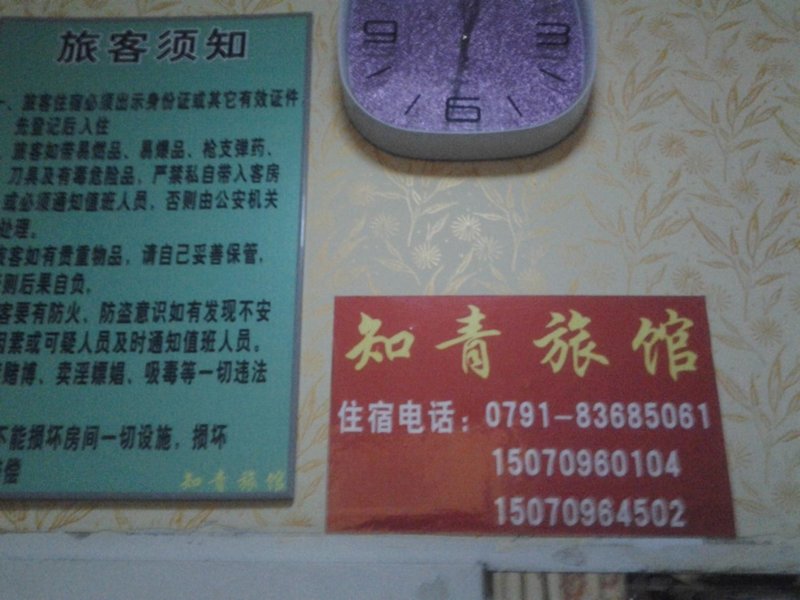 旅客须知
一、旅客住宿必须出示身份证或其它有效证件
先登记后入住
旅客如带易燃品、易爆品、枪支弹药、
刀具及有毒危险品，严禁私自带入客房
或必须通知值班人员，否则由公安机关
处理。
旅客如有贵重物品，请自己妥善保管，
否则后果自负。
客要有防火、防盗意识如有发现不安
因素或可疑人员及时通知值班人员。
赌博、卖淫嫖娼、吸毒等一切违法
不能损坏房间一切设施，损坏
偿
知青旅馆
9
3
6
知青旅馆
住宿电话：0791-83685061
15070960104
15070964502